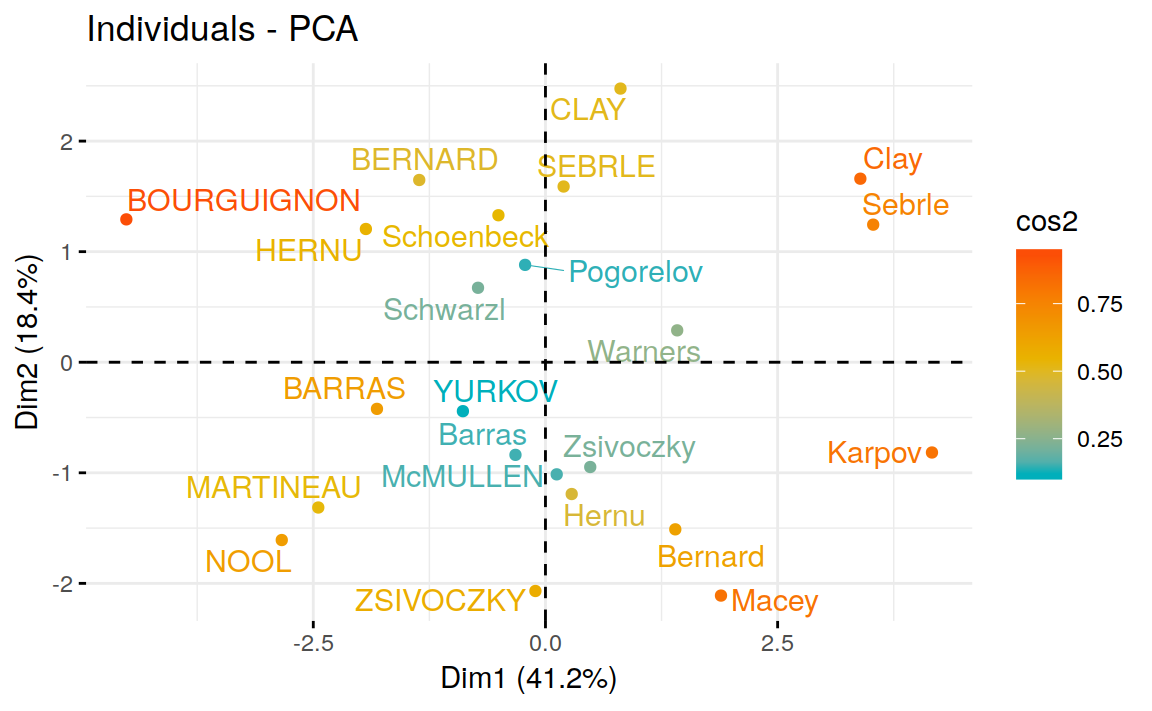 Individuals - PCA
CLAY
BERNARD
SEBRLE
Clay
BOURGUIGNON
Sebrle
HERNU
Schoenbeck
Pogorelov
Schwarzl
Warners
BARRAS
YURKOV
Barras
Zsivoczky
Karpov
McMULLEN
MARTINEAU
Hernu
NOOL
Bernard
ZSIVOCZKY
Macey
2
1
0
-1
-2
Dim2 (18.4%)
-2.5
0.0
2.5
Dim1 (41.2%)
cos2
0.75
0.50
0.25